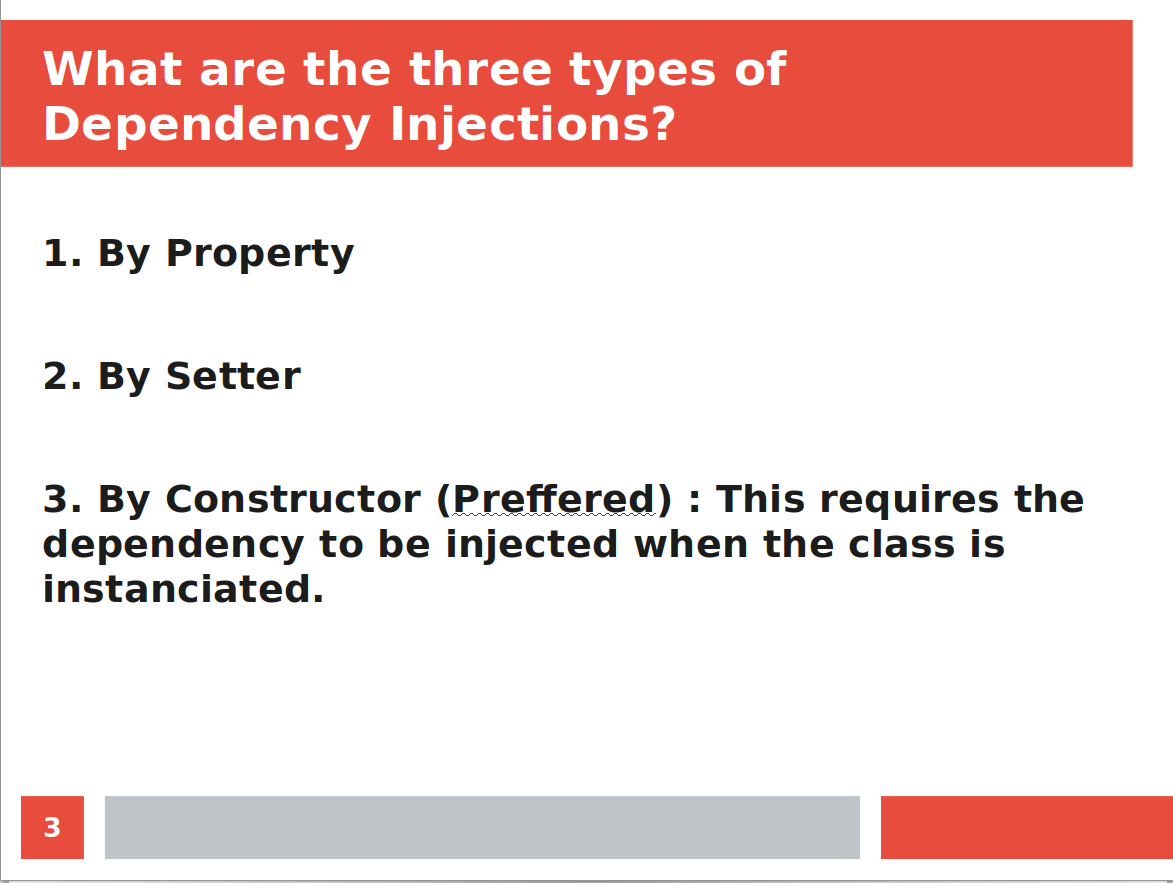 What are the three types of
Dependency Injections?
1. By Property
2. By Setter
3. By Constructor (Preffered) : This requires the
dependency to be injected when the class is
instanciated.
3